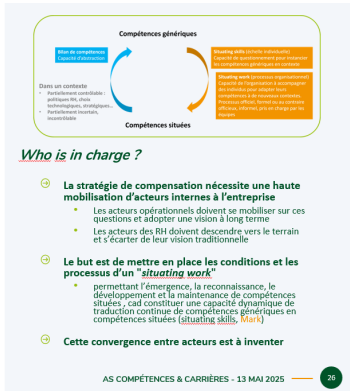 Compétences génériques
Bilan de compétences
Capacité d'abstraction
Situating skills (échelle individuelle)
Capacité de questionnement pour instancier
les compétences génériques en contexte
Situating work (processus organisationnel)
Capacité de l'organisation à accompagner
des individus pour adapter leurs
compétences à de nouveaux contextes.
Processus officiel, formel ou au contraire
officieux, informel, pris en charge par les
équipes
Dans un contexte
• Partiellement contrôlable :
politiques RH, choix
technologiques, stratégiques…
• Partiellement incertain,
incontrôlable
Compétences situées
Who is in charge ?
La stratégie de compensation nécessite une haute
mobilisation d'acteurs internes à l'entreprise
• Les acteurs opérationnels doivent se mobiliser sur ces
questions et adopter une vision à long terme
• Les acteurs des RH doivent descendre vers le terrain
et s'écarter de leur vision traditionnelle
Le but est de mettre en place les conditions et les
processus d'un "situating work"
• permettant l'émergence, la reconnaissance, le
développement et la maintenance de compétences
situées , cad constituer une capacité dynamique de
traduction continue de compétences génériques en
compétences situées (situating skills, Mark)
Cette convergence entre acteurs est à inventer
AS COMPÉTENCES & CARRIÈRES - 13 MAI 2025
26